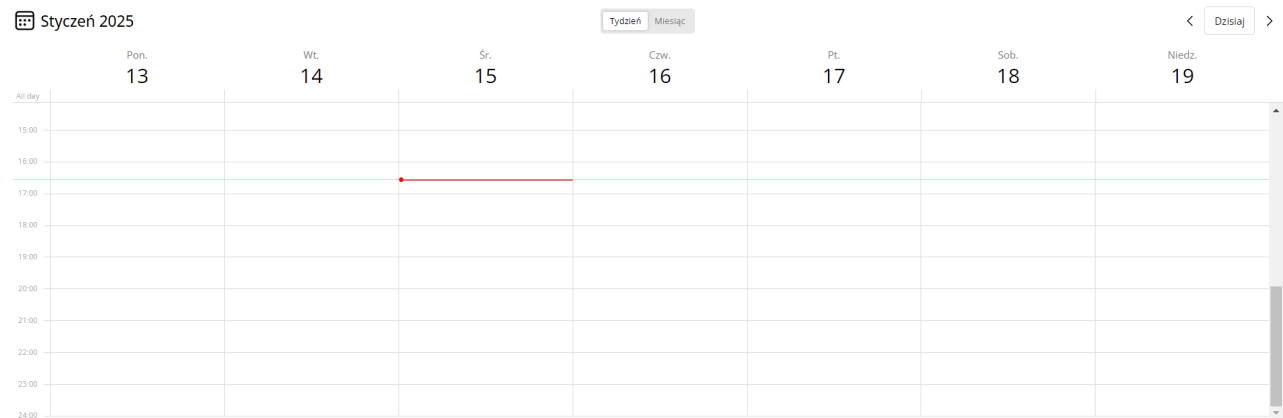 Styczeń 2025
Tydzień Miesiąc
Dzisiaj
Pon. Wt. Śr. Czw. Pt. Sob. Niedz.
13 14 15 16 17 18 19
All day
15:00
16:00
17:00
18:00
19:00
20:00
21:00
22:00
23:00
24:00